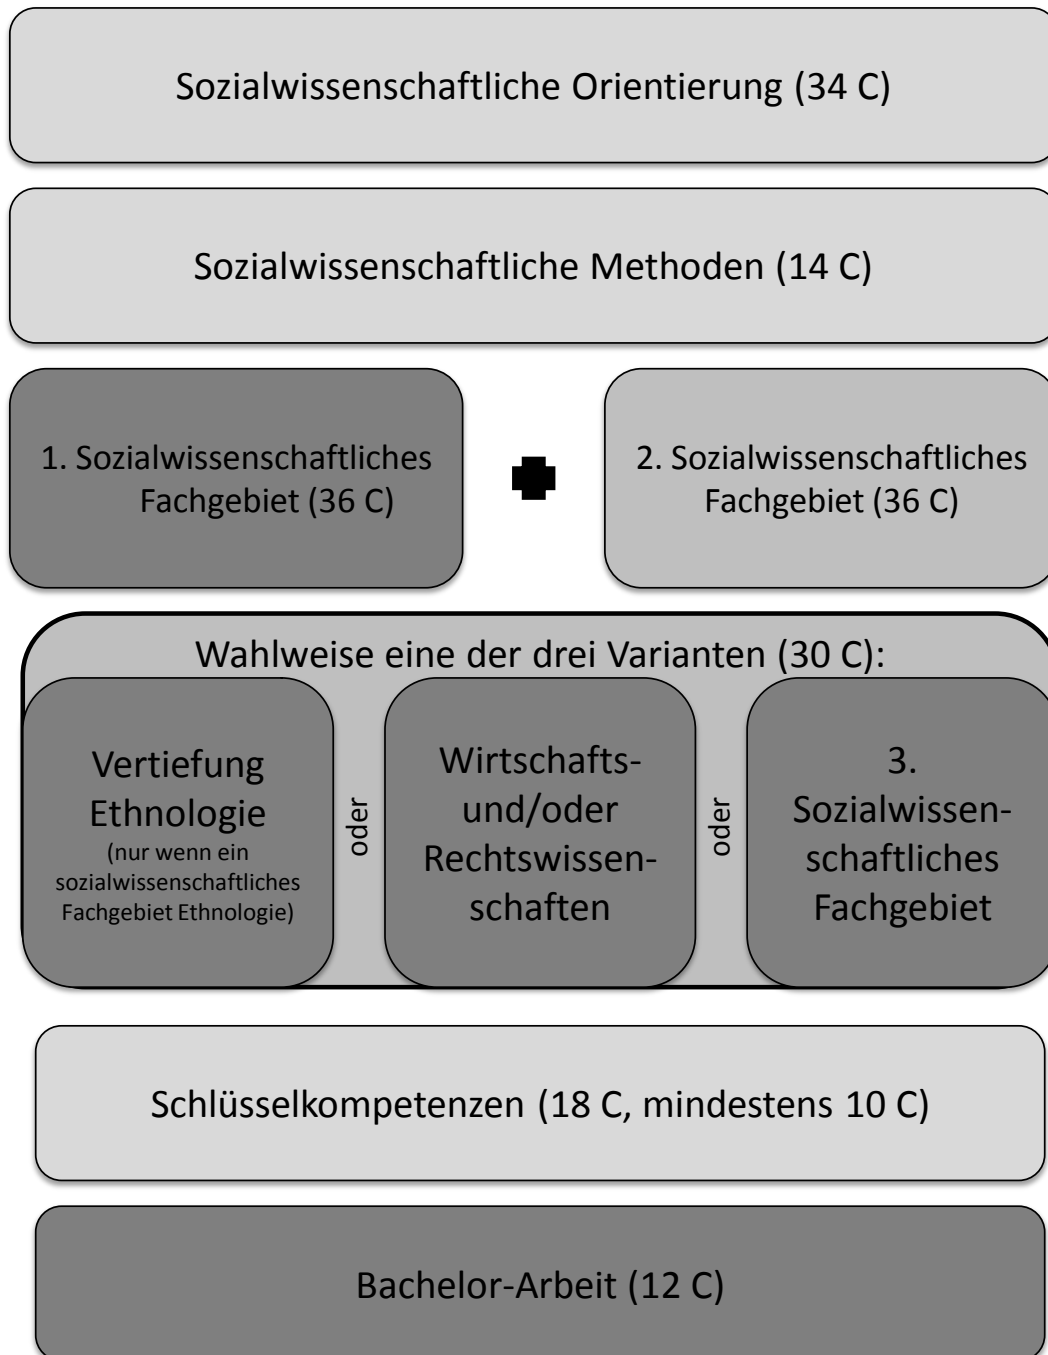 Sozialwissenschaftliche Orientierung (34 C)
Sozialwissenschaftliche Methoden (14 C)
1. Sozialwissenschaftliches
Fachgebiet (36 C)
2. Sozialwissenschaftliches
Fachgebiet (36 C)
Wahlweise eine der drei Varianten (30 C):
Vertiefung
Ethnologie
(nur wenn ein
sozialwissenschaftliches
Fachgebiet Ethnologie)
oder
Wirtschafts-
und/oder
Rechtswissen-
schaften
oder
3.
Sozialwissen-
schaftliches
Fachgebiet
Schlüsselkompetenzen (18 C, mindestens 10 C)
Bachelor-Arbeit (12 C)